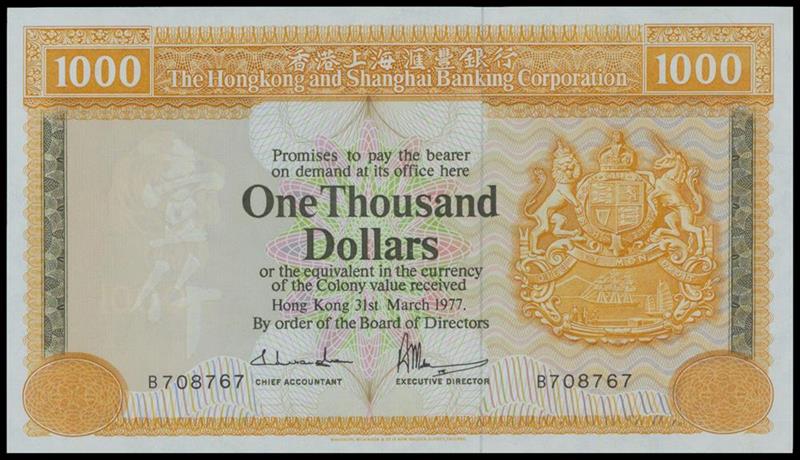 香港上海滙豐銀行
1000 The Hongkong and Shanghai Banking Corporation 1000
Promises to pay the bearer
on demand at its office here
One Thousand
Dollars
or the equivalent in the currency
of the Colony value received
Hong Kong 31st March 1977.
By order of the Board of Directors
B708767 CHIEF ACCOUNTANT EXECUTIVE DIRECTOR B708767